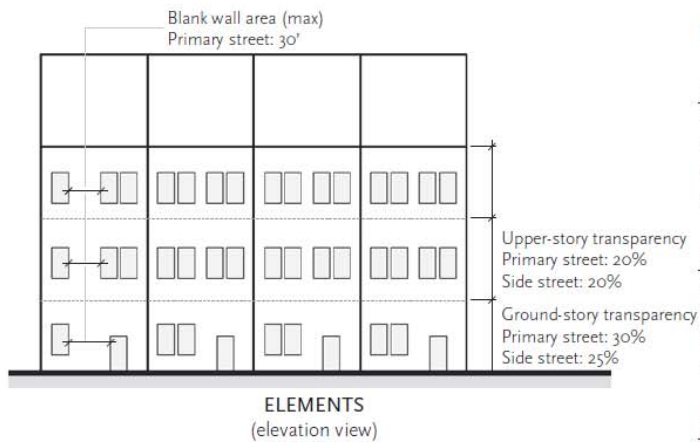 Blank wall area (max)
Primary street: 30'
Upper-story transparency
Primary street: 20%
Side street: 20%
Ground-story transparency
Primary street: 30%
Side street: 25%
ELEMENTS
(elevation view)